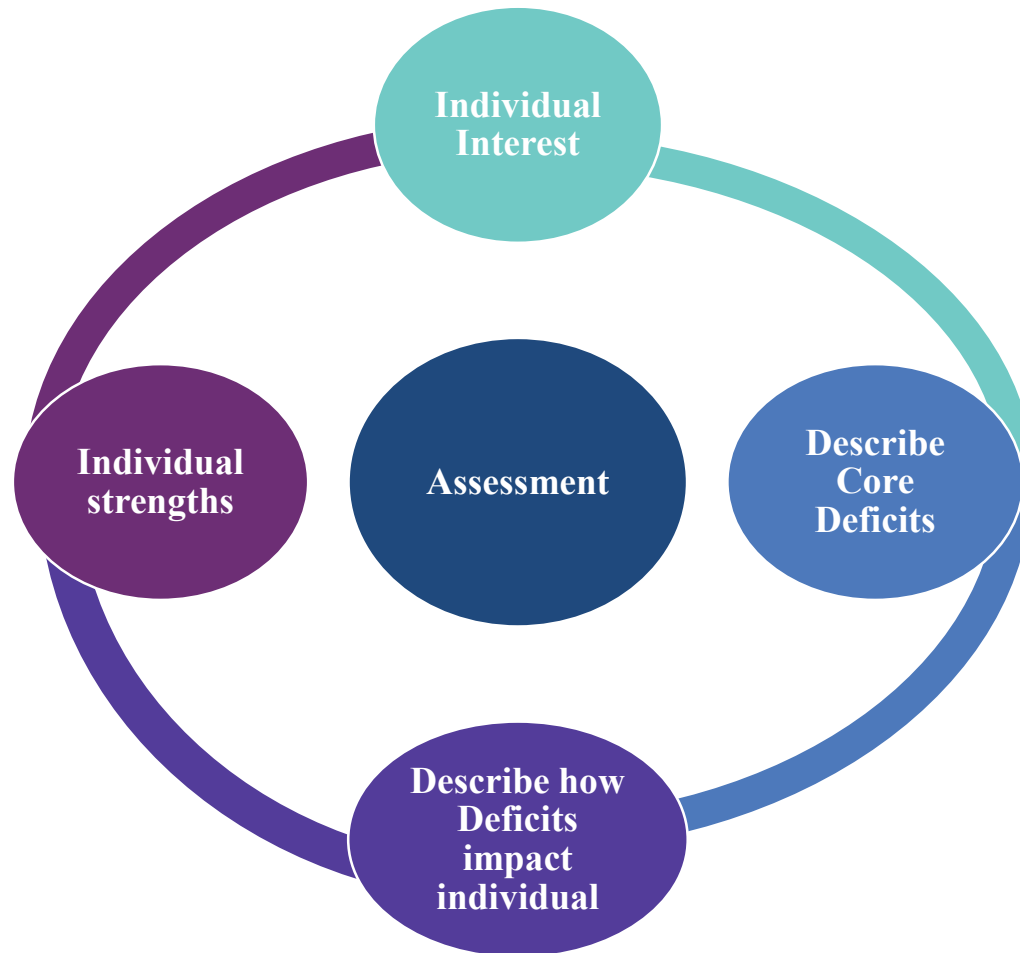 Individual
Interest
Individual
strengths
Assessment
Describe
Core
Deficits
Describe how
Deficits
impact
individual